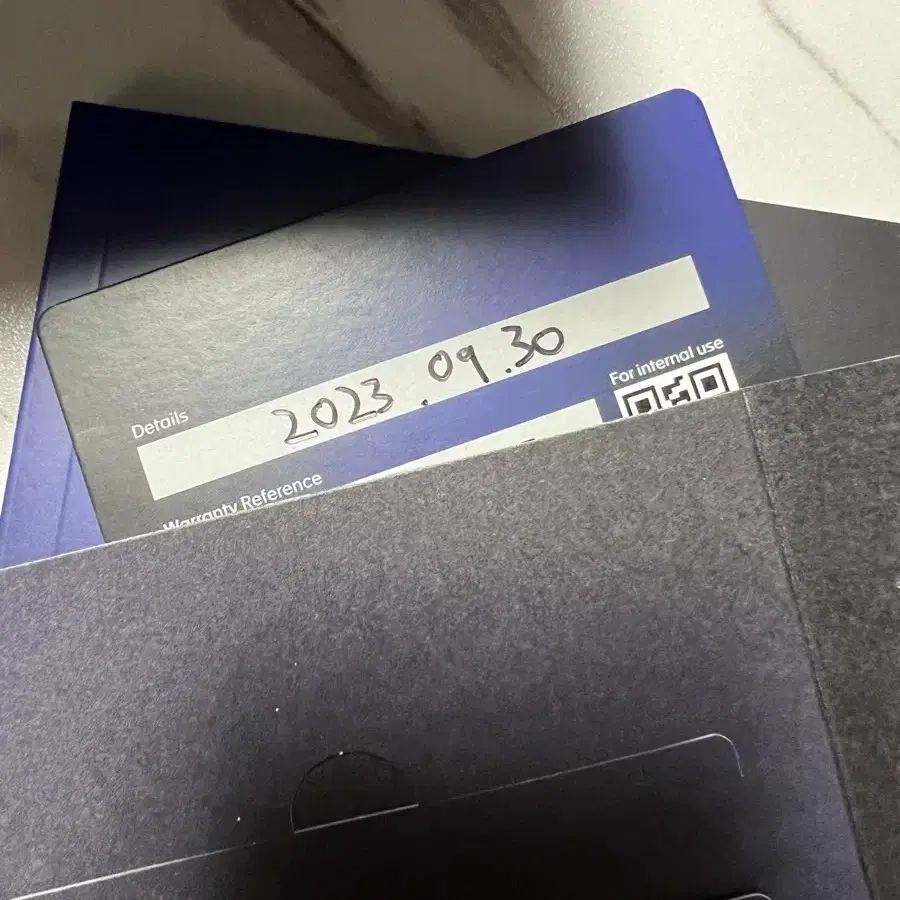 Details
2023.09.30
For internal use
Warranty Reference